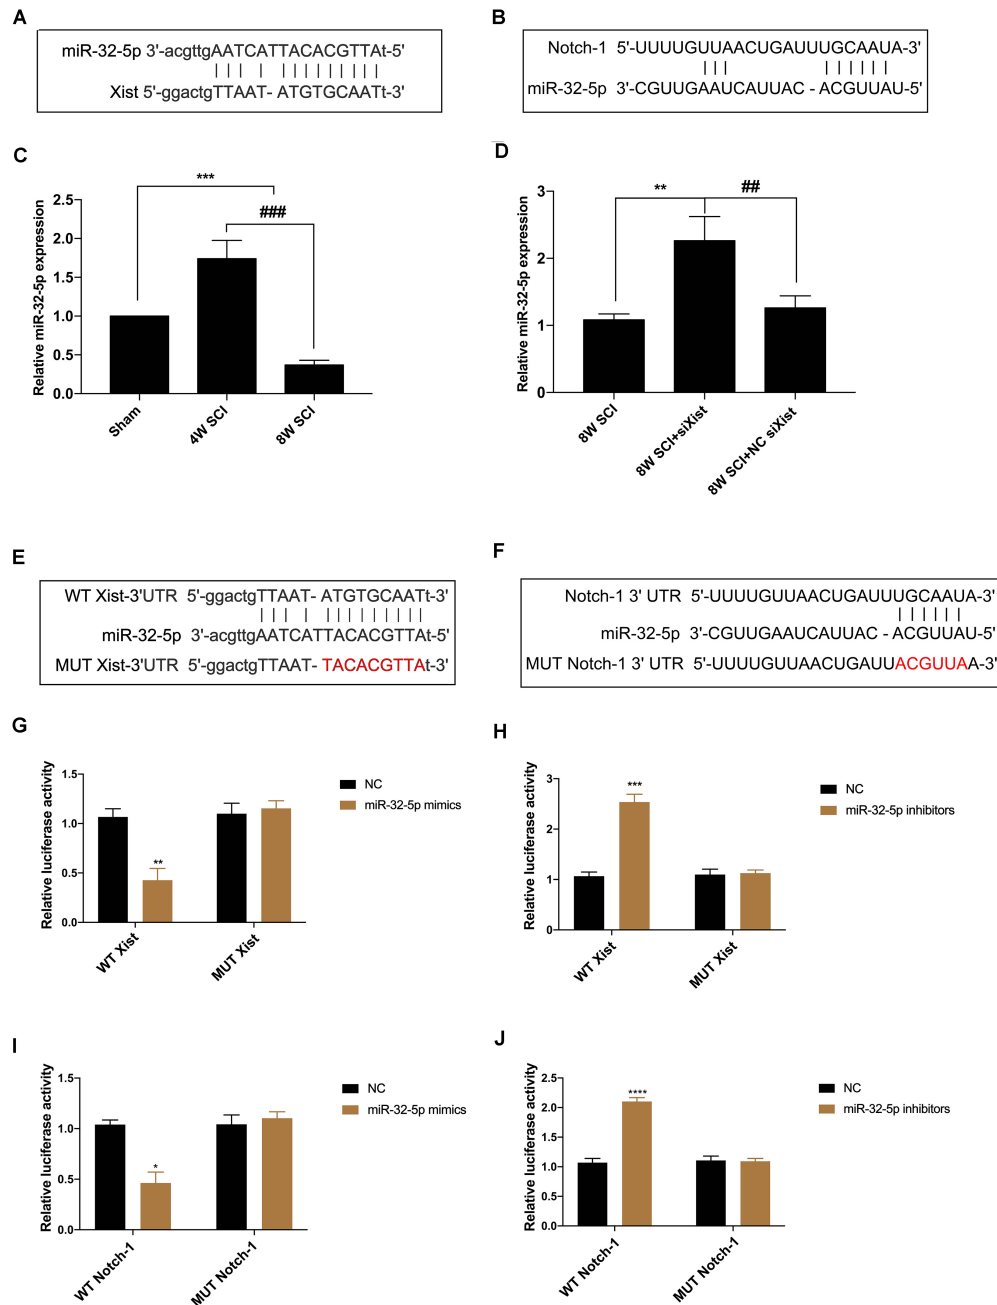 A
miR-32-5p 3'-acgttgAATCATTACACGTTAt-5'
Xist 5'-ggactgTTAAT- ATGTGCAATt-3'
B
Notch-1 5'-UUUUGUUAACUGAUUUGCAAUA-3'
miR-32-5p 3'-CGUUGAAUCAUUAC - ACGUUAU-5'
C
Relative miR-32-5p expression
2.5
2.0
1.5
1.0
0.5
0.0
***
###
Sham
4W SCI
8W SCI
D
Relative miR-32-5p expression
3
2
1
0
**
##
8W SCI
8W SCI+siXist
8W SCI+NC siXist
E
WT Xist-3'UTR 5'-ggactgTTAAT- ATGTGCAATt-3'
miR-32-5p 3'-acgttgAATCATTACACGTTAt-5'
MUT Xist-3'UTR 5'-ggactgTTAAT- TACACGTTAt-3'
F
Notch-1 3' UTR 5'-UUUUGUUAACUGAUUUGCAAUA-3'
miR-32-5p 3'-CGUUGAAUCAUUAC - ACGUUAU-5'
MUT Notch-1 3' UTR 5'-UUUUGUUAACUGAUUACGUUAA-3'
G
Relative luciferase activity
1.5
1.0
0.5
0.0
**
WT Xist
MUT Xist
NC
miR-32-5p mimics
H
Relative luciferase activity
3
2
1
0
***
WT Xist
MUT Xist
NC
miR-32-5p inhibitors
I
Relative luciferase activity
1.5
1.0
0.5
0.0
*
WT Notch-1
MUT Notch-1
NC
miR-32-5p mimics
J
Relative luciferase activity
2.5
2.0
1.5
1.0
0.5
0.0
****
WT Notch-1
MUT Notch-1
NC
miR-32-5p inhibitors